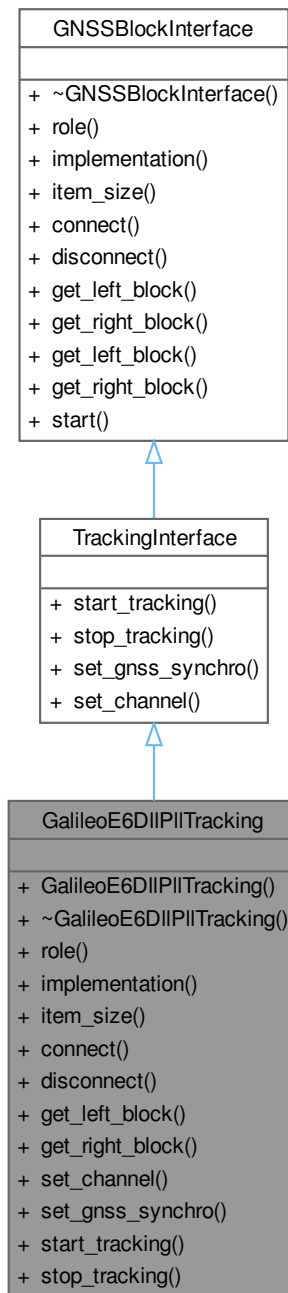 GNSSBlockInterface
+ ~GNSSBlockInterface()
+ role()
+ implementation()
+ item_size()
+ connect()
+ disconnect()
+ get_left_block()
+ get_right_block()
+ get_left_block()
+ get_right_block()
+ start()
TrackingInterface
+ start_tracking()
+ stop_tracking()
+ set_gnss_synchro()
+ set_channel()
GalileoE6DllPllTracking
+ GalileoE6DllPllTracking()
+ ~GalileoE6DllPllTracking()
+ role()
+ implementation()
+ item_size()
+ connect()
+ disconnect()
+ get_left_block()
+ get_right_block()
+ set_channel()
+ set_gnss_synchro()
+ start_tracking()
+ stop_tracking()